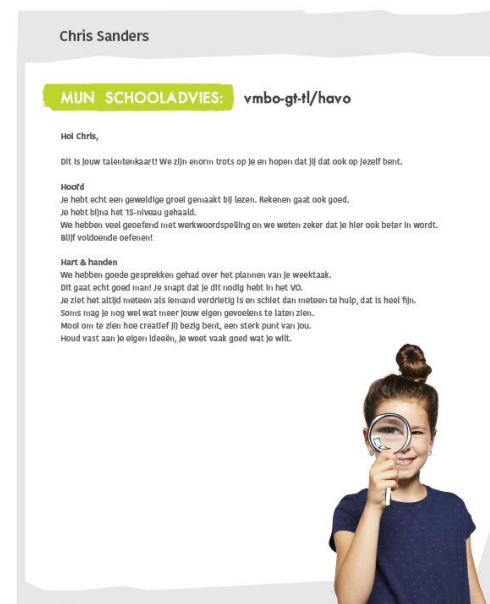 Chris Sanders
MIJN SCHOOLADVIES: vmbo-gt-tl/havo
Hoi Chris,
Dit is jouw talentenkaart! We zijn enorm trots op je en hopen dat jij dat ook op jezelf bent.
Hoofd
Je hebt echt een geweldige groei gemaakt bij lezen. Rekenen gaat ook goed.
Je hebt bijna het 1S-niveau gehaald.
We hebben veel geoefend met werkwoordspelling en we weten zeker dat je hier ook beter in wordt.
Blijf voldoende oefenen!
Hart & handen
We hebben goede gesprekken gehad over het plannen van je weektaak.
Dit gaat echt goed man! Je snapt dat je dit nodig hebt in het VO.
Je ziet het altijd meteen als iemand verdrietig is en schiet dan meteen te hulp, dat is heel fijn.
Soms mag je nog wel wat meer jouw eigen gevoelens te laten zien.
Mooi om te zien hoe creatief jij bezig bent, een sterk punt van jou.
Houd vast aan je eigen ideeën, je weet vaak goed wat je wilt.